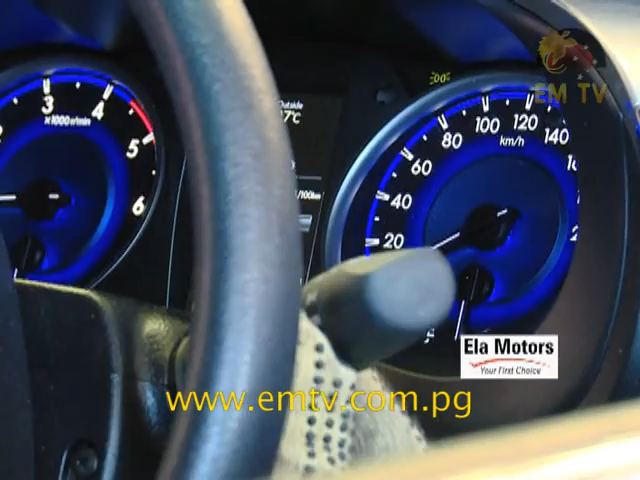 EM TV
Outside
7°C
/100km
3
4
5
6
x1000r/min
20
40
60
80
100
120
140
km/h
Ela Motors
Your First Choice
www.emtv.com.pg